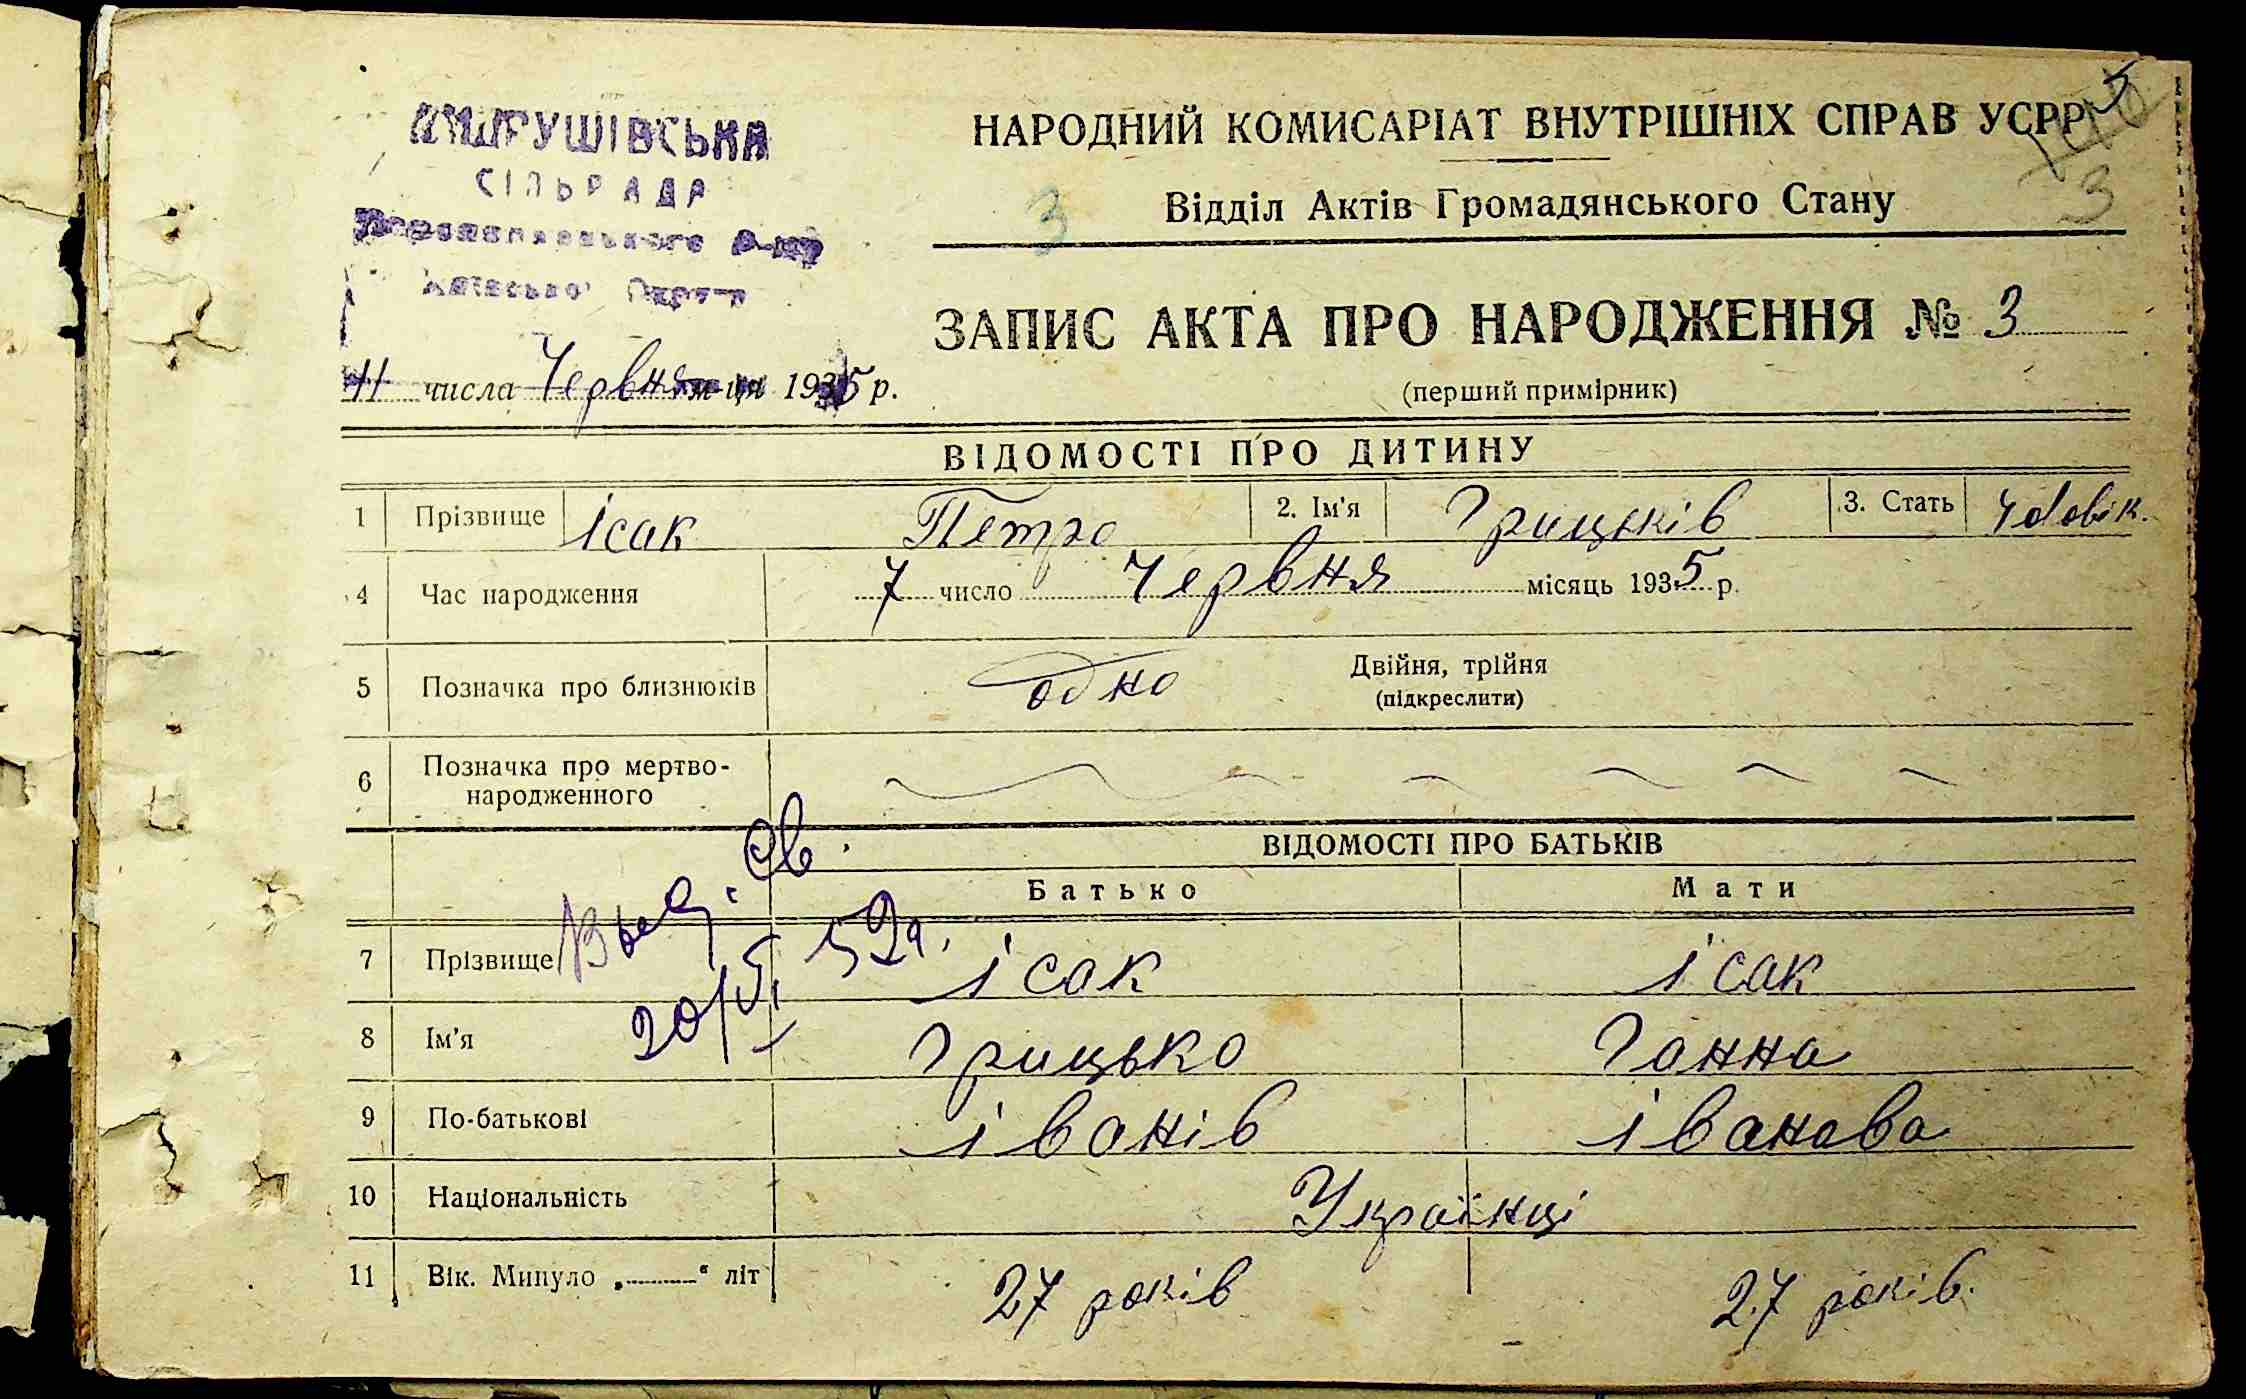 НАРОДНИЙ КОМИСАРІАТ ВНУТРІШНІХ СПРАВ УСРР
СІЛЬРАДА
3
3
Відділ Актів Громадянського Стану
ЗАПИС АКТА ПРО НАРОДЖЕННЯ № 3
(перший примірник)
11 числа Червня м-ця 1935 р.
ВІДОМОСТІ ПРО ДИТИНУ
1 Прізвище Ісак Петро 2. Ім'я Грицьків 3. Стать чоловік.
4 Час народження 7 число Червня місяць 1935 р.
5 Позначка про близнюків одно Двійня, трійня
(підкреслити)
6 Позначка про мертво-
народженного
ВІДОМОСТІ ПРО БАТЬКІВ
Батько Мати
7 Прізвище Ісак Ісак
8 Ім'я Грицько Ганна
9 По-батькові Іванів Іванова
10 Національність Українці
11 Вік. Минуло „ “ літ 27 років 27 років.